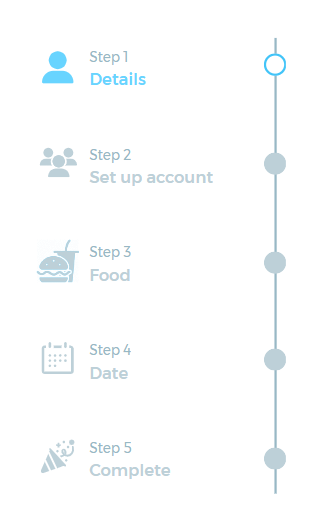 Step 1
Details
Step 2
Set up account
Step 3
Food
Step 4
Date
Step 5
Complete